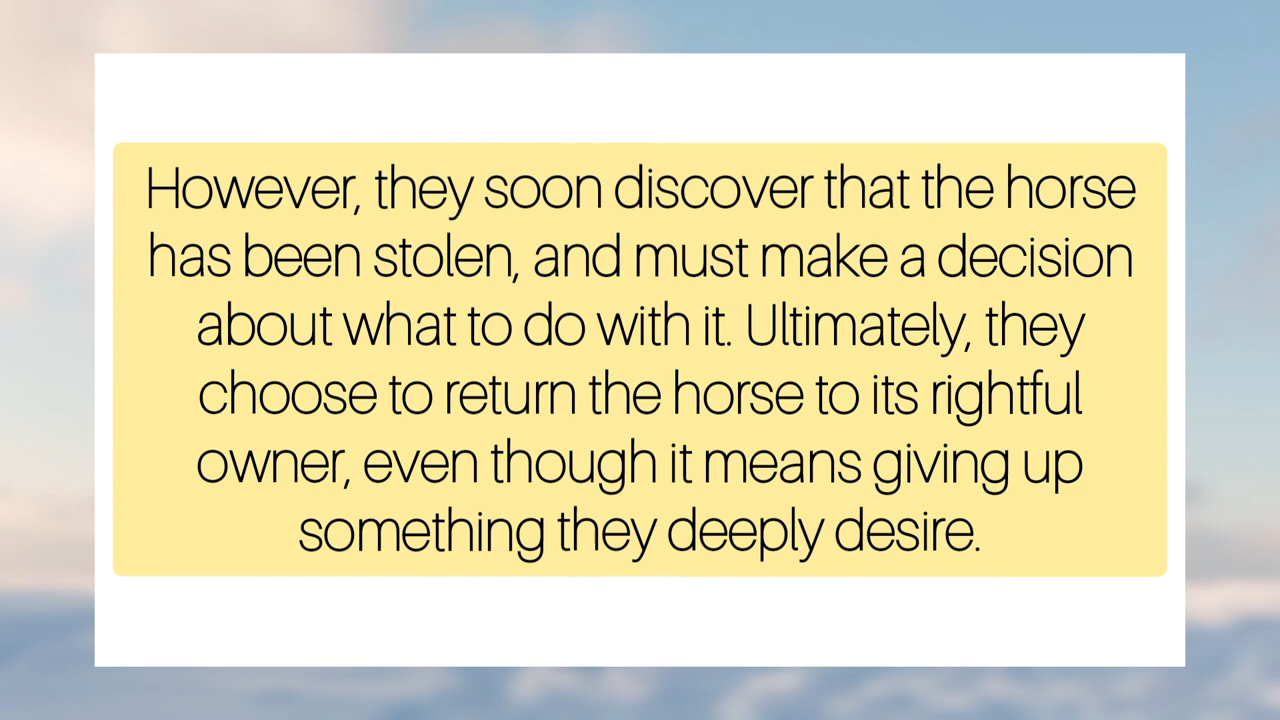 However, they soon discover that the horse
has been stolen, and must make a decision
about what to do with it. Ultimately, they
choose to return the horse to its rightful
owner, even though it means giving up
something they deeply desire.